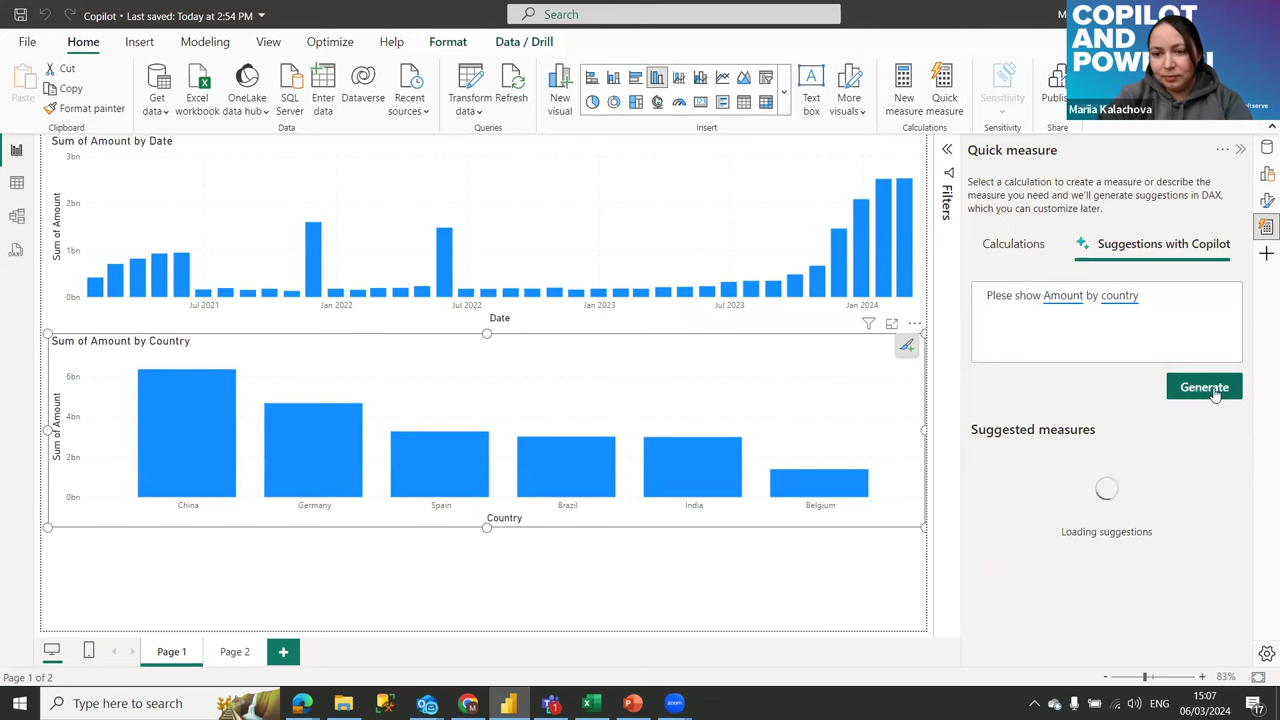 Copilot • Last saved: Today at 2:54 PM
Search
COPILOT
AND
Mariia Kalachova
File
Home
Insert
Modeling
View
Optimize
Help
Format
Data / Drill
Paste
Cut
Copy
Format painter
Clipboard
Get
data
Excel
workbook
OneLake
data hub
SQL
Server
Enter
data
Dataverse
Recent
sources
Data
Transform
data
Refresh
Queries
New
visual
Text
box
More
visuals
Insert
New
measure
Quick
measure
Calculations
Sensitivity
Sensitivity
Publish
Share
Sum of Amount by Date
3bn
2bn
1bn
0bn
Sum of Amount
Jul 2021
Jan 2022
Jul 2022
Jan 2023
Jul 2023
Jan 2024
Date
Sum of Amount by Country
6bn
4bn
2bn
0bn
Sum of Amount
China
Germany
Spain
Brazil
India
Belgium
Country
Filters
Quick measure
Select a calculation to create a measure or describe the
measure you need and we'll generate suggestions in DAX,
which you can customize later.
Calculations
Suggestions with Copilot
Plese show Amount by country
Generate
Suggested measures
Loading suggestions
Page 1
Page 2
Page 1 of 2
83%
Type here to search
ENG
15:07
06/03/2024
17